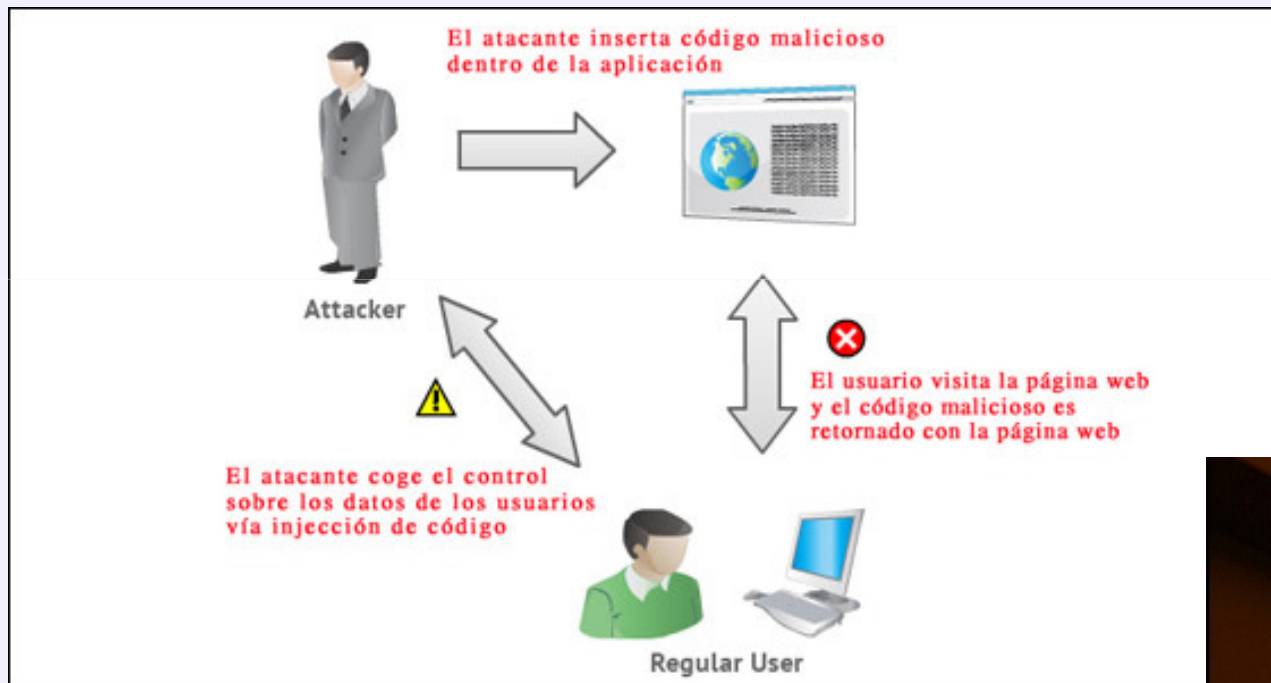 El atacante inserta código malicioso
dentro de la aplicación
Attacker
El usuario visita la página web
y el código malicioso es
retornado con la página web
El atacante coge el control
sobre los datos de los usuarios
vía injección de código
Regular User